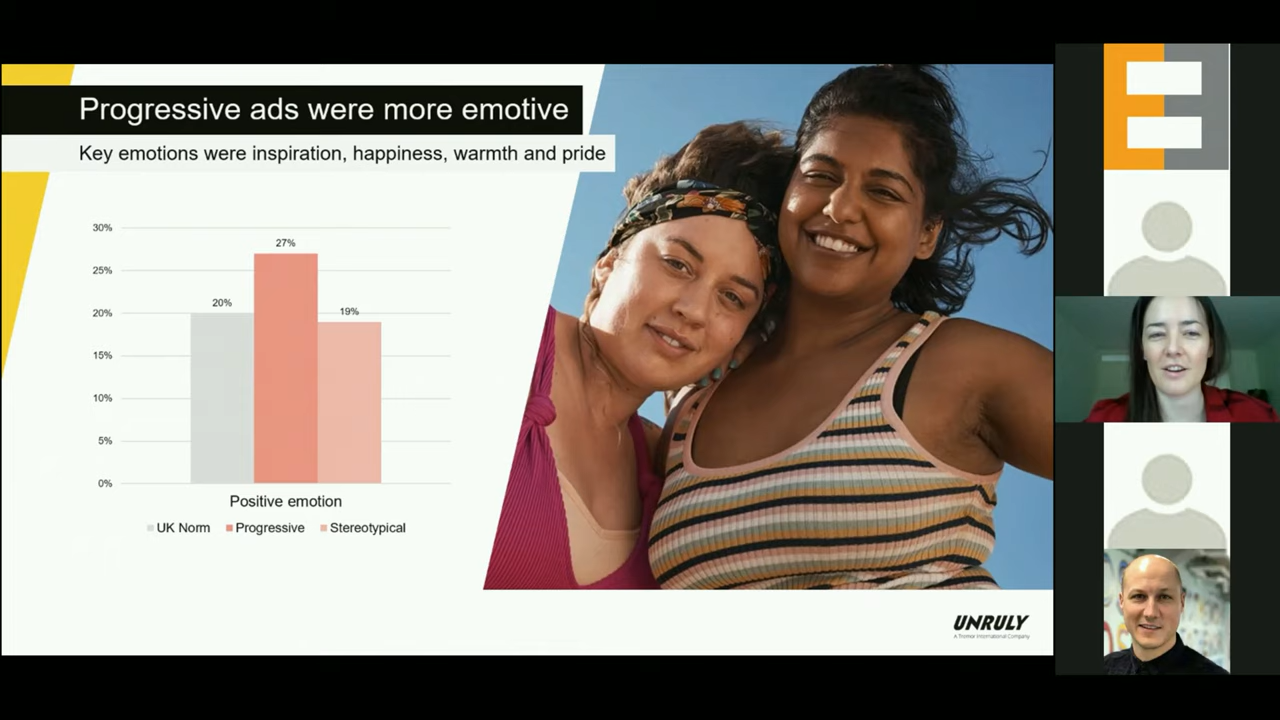 Progressive ads were more emotive
Key emotions were inspiration, happiness, warmth and pride
30%
25%
20%
15%
10%
5%
0%
20%
27%
19%
Positive emotion
UK Norm Progressive Stereotypical
UNRULY
A Tremor International Company